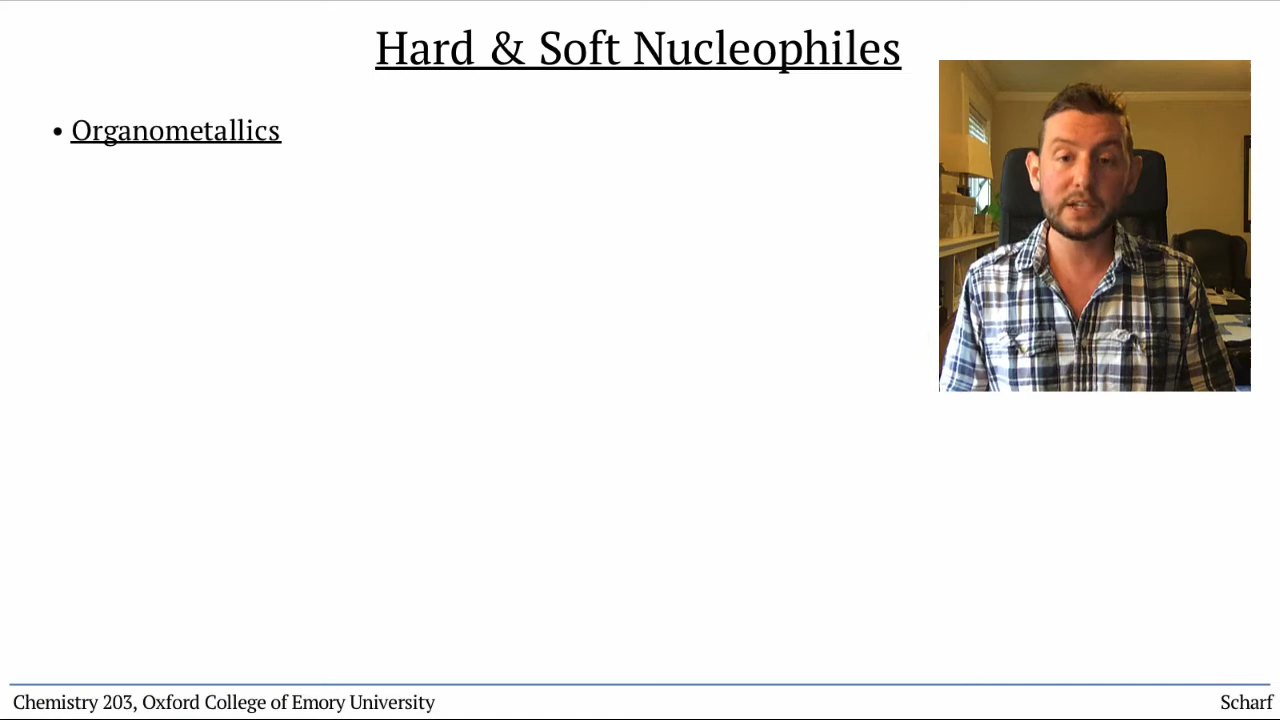 Hard & Soft Nucleophiles
• Organometallics
Chemistry 203, Oxford College of Emory University
Scharf